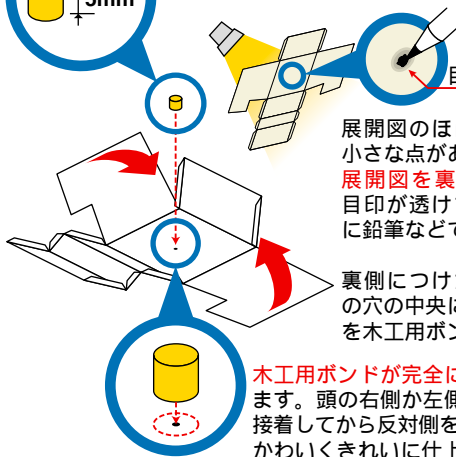 5mm
目
展開図のほ
小さな点があ
展開図を裏
目印が透け
に鉛筆などで
裏側につけ
の穴の中央に
を木工用ボン
木工用ボンドが完全に
ます。頭の右側か左側
接着してから反対側を
かわいくきれいに仕上